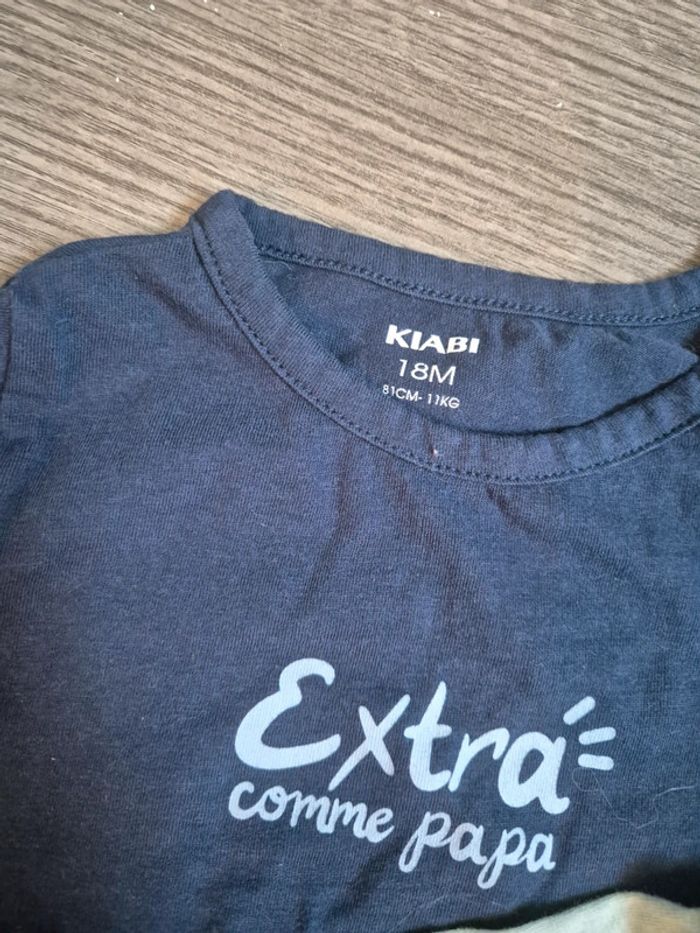 KIABI
18M
81CM- 11KG
Extra
comme papa